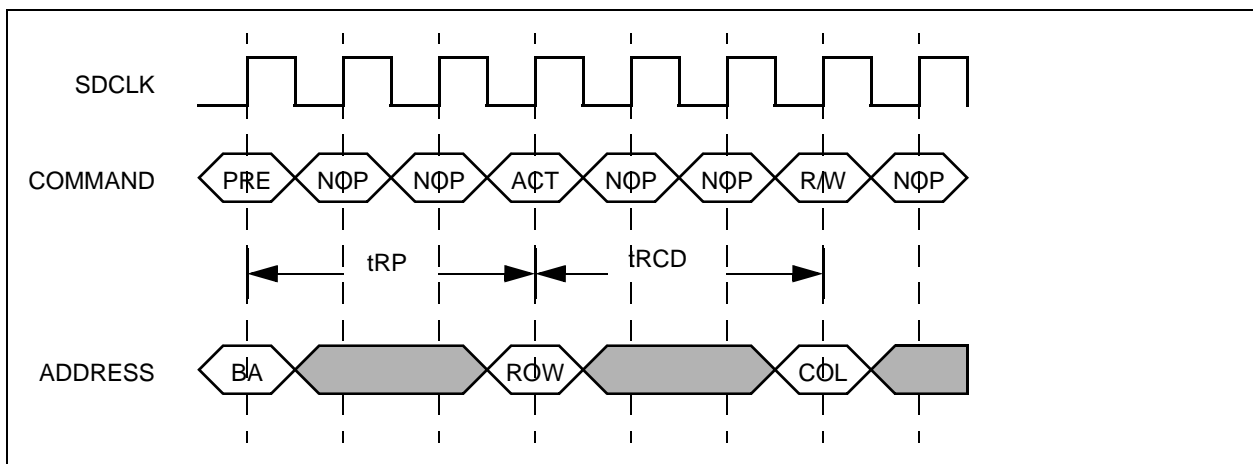 SDCLK
COMMAND PRE NOP NOP ACT NOP NOP R/W NOP
tRP tRCD
ADDRESS BA ROW COL